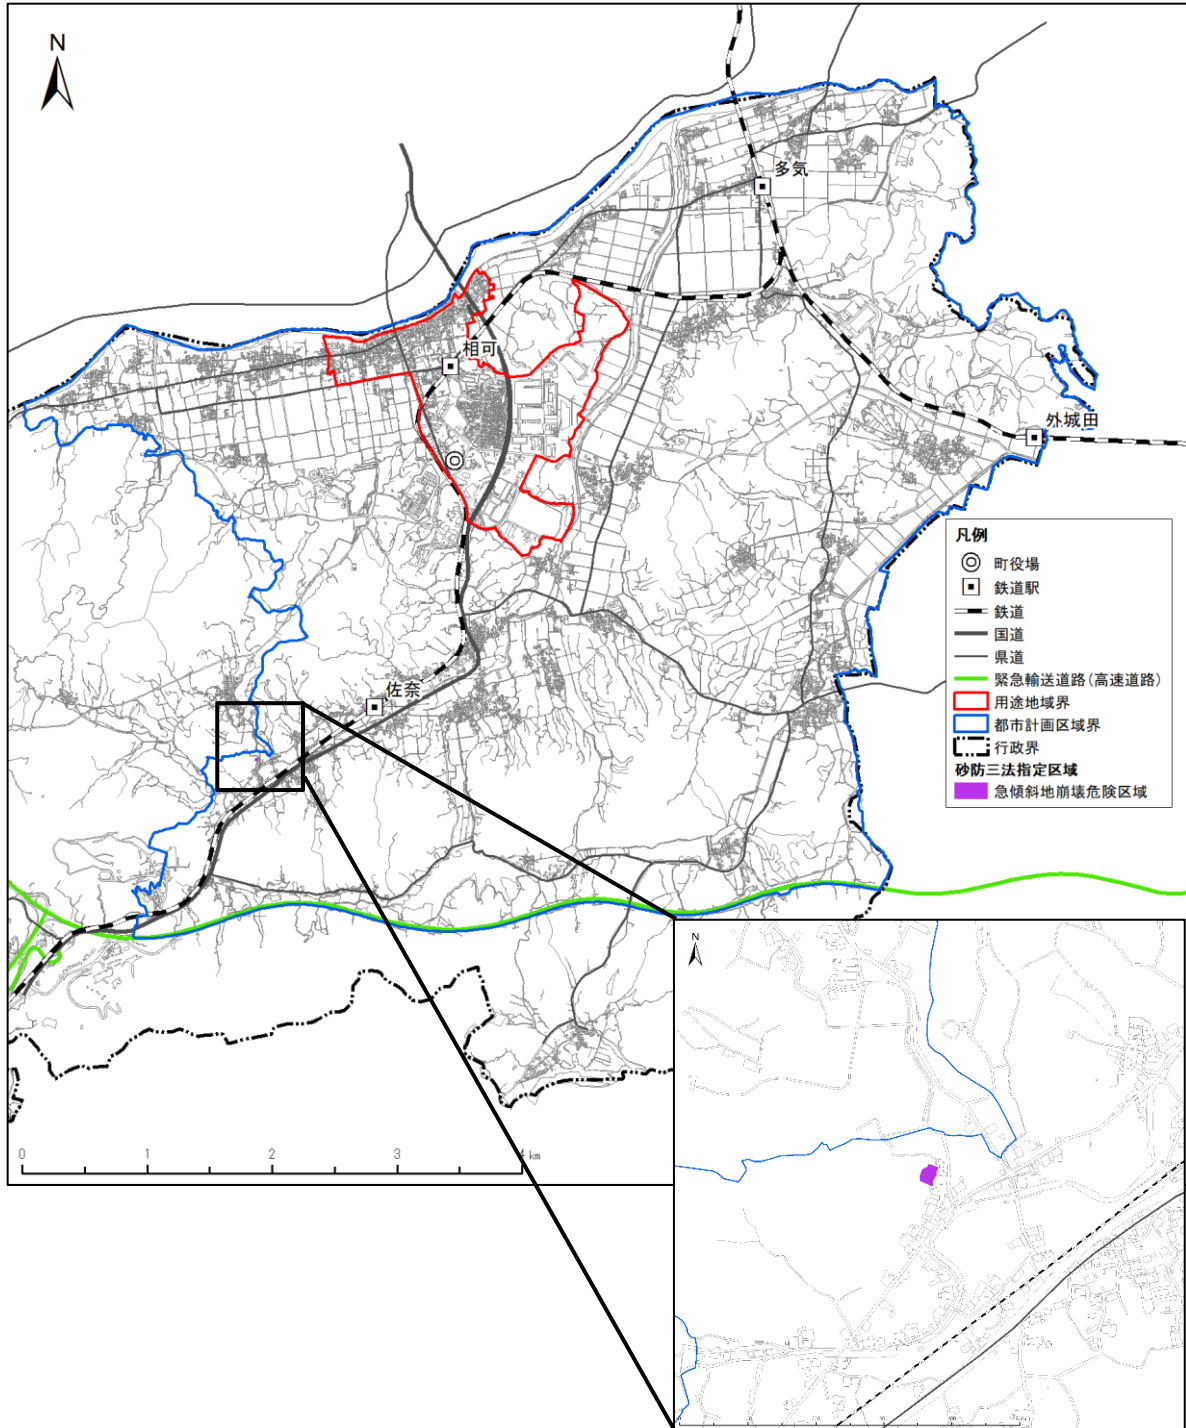 N
多気
相可
外城田
佐奈
凡例
町役場
鉄道駅
鉄道
国道
県道
緊急輸送道路(高速道路)
用途地域界
都市計画区域界
行政界
砂防三法指定区域
急傾斜地崩壊危険区域
0 1 2 3 4 km
N